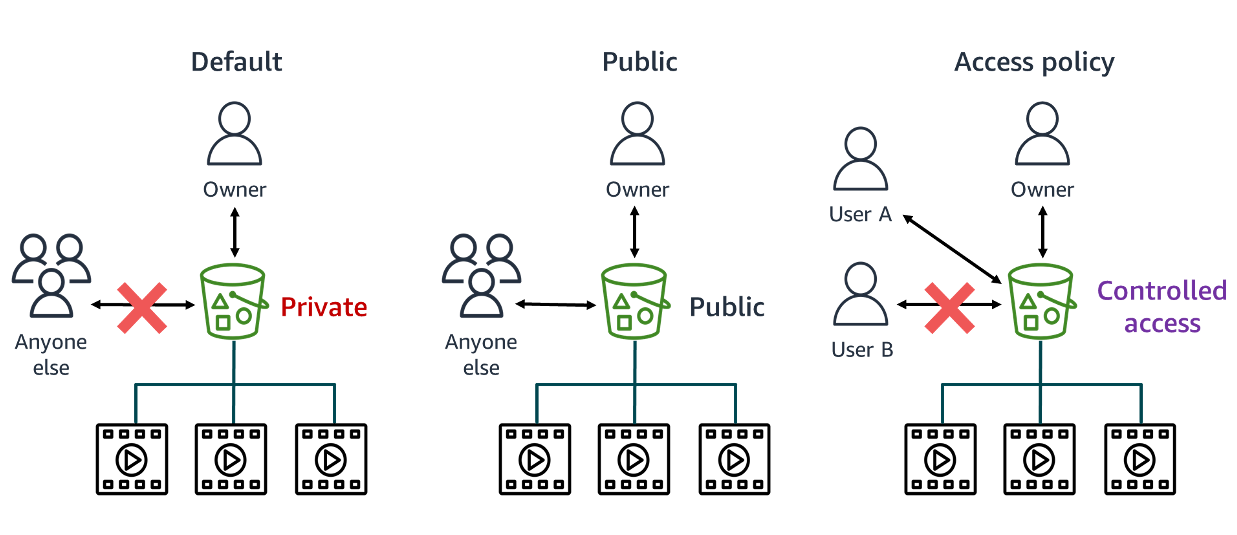 Default
Owner
Anyone
else
Private
Public
Owner
Anyone
else
Public
Access policy
Owner
User A
User B
Controlled
access